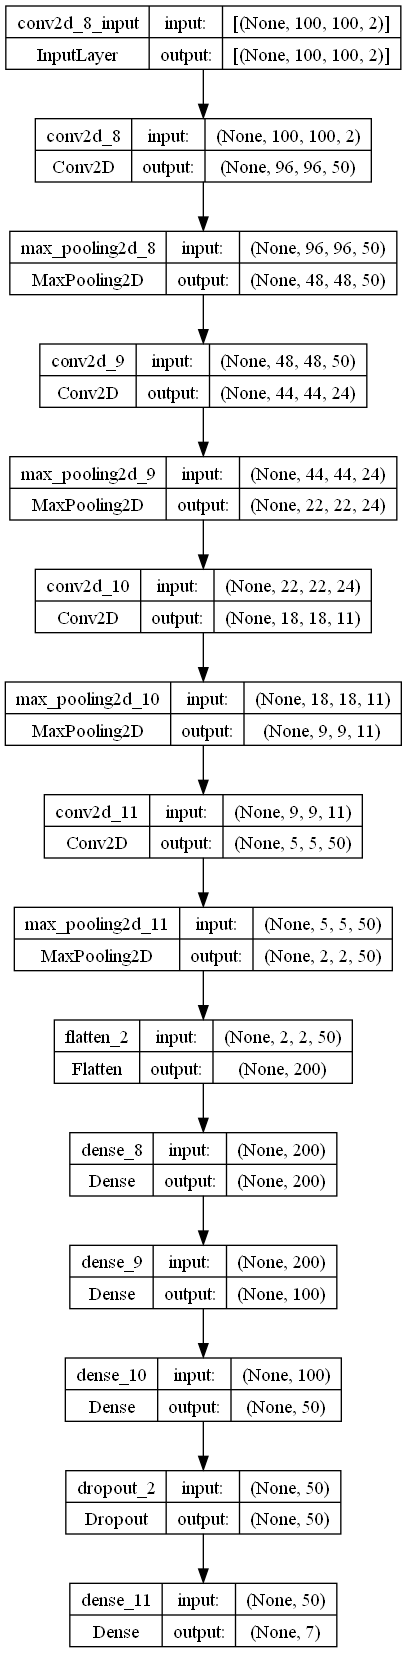 conv2d_8_input input: [(None, 100, 100, 2)]
InputLayer output: [(None, 100, 100, 2)]
conv2d_8 input: (None, 100, 100, 2)
Conv2D output: (None, 96, 96, 50)
max_pooling2d_8 input: (None, 96, 96, 50)
MaxPooling2D output: (None, 48, 48, 50)
conv2d_9 input: (None, 48, 48, 50)
Conv2D output: (None, 44, 44, 24)
max_pooling2d_9 input: (None, 44, 44, 24)
MaxPooling2D output: (None, 22, 22, 24)
conv2d_10 input: (None, 22, 22, 24)
Conv2D output: (None, 18, 18, 11)
max_pooling2d_10 input: (None, 18, 18, 11)
MaxPooling2D output: (None, 9, 9, 11)
conv2d_11 input: (None, 9, 9, 11)
Conv2D output: (None, 5, 5, 50)
max_pooling2d_11 input: (None, 5, 5, 50)
MaxPooling2D output: (None, 2, 2, 50)
flatten_2 input: (None, 2, 2, 50)
Flatten output: (None, 200)
dense_8 input: (None, 200)
Dense output: (None, 200)
dense_9 input: (None, 200)
Dense output: (None, 100)
dense_10 input: (None, 100)
Dense output: (None, 50)
dropout_2 input: (None, 50)
Dropout output: (None, 50)
dense_11 input: (None, 50)
Dense output: (None, 7)